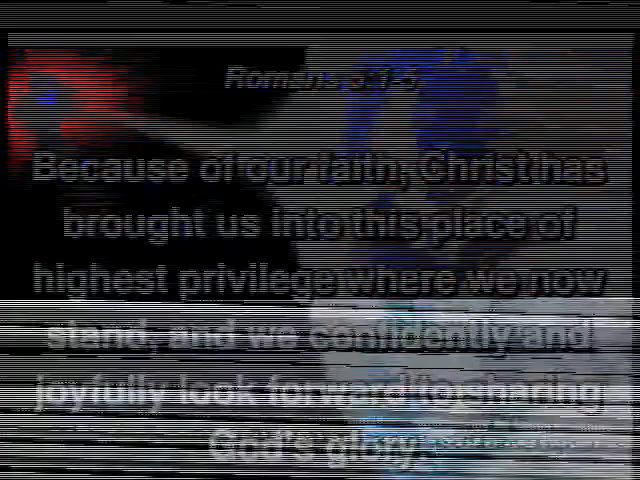 Romans 5:1-5
Because of our faith, Christ has
brought us into this place of
highest privilege where we now
stand, and we confidently and
joyfully look forward to sharing
God's glory.